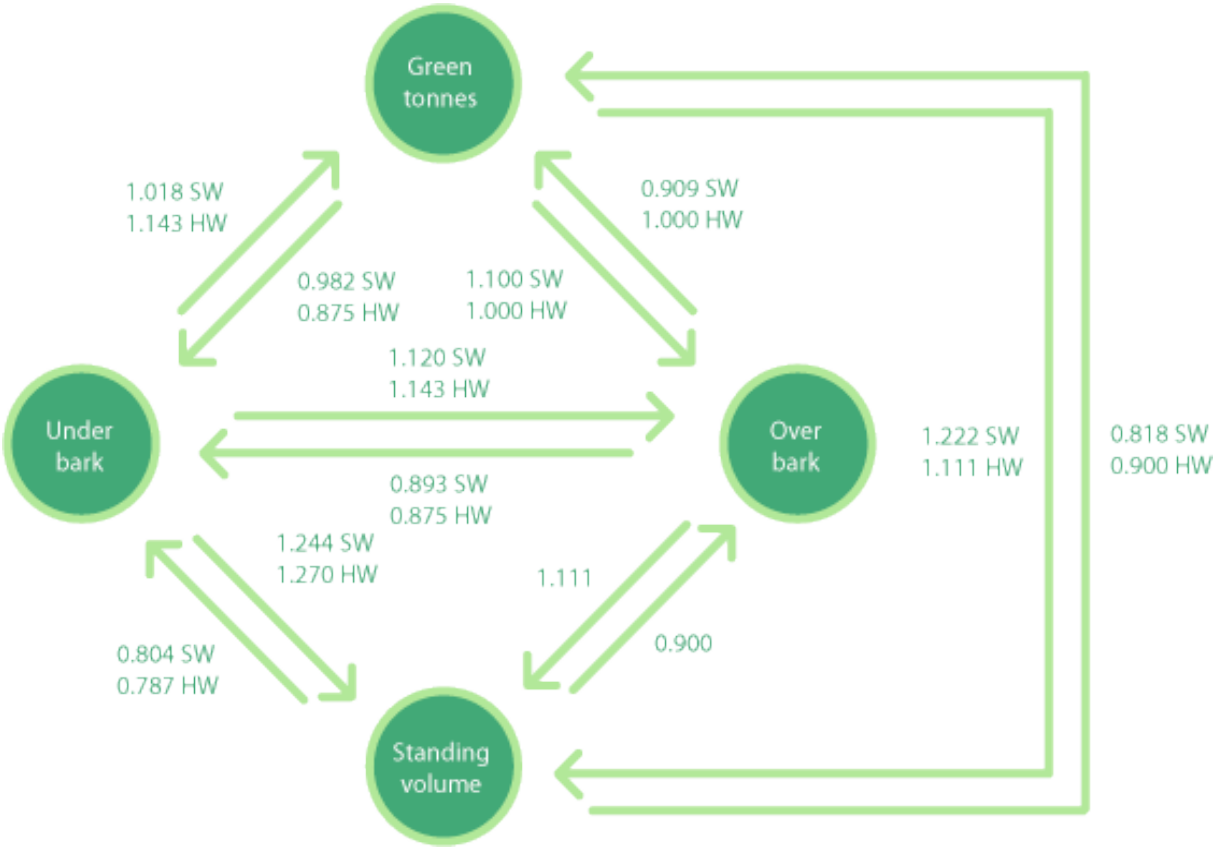 Green
tonnes
1.018 SW
1.143 HW
0.909 SW
1.000 HW
0.982 SW
0.875 HW
1.100 SW
1.000 HW
1.120 SW
1.143 HW
Under
bark
Over
bark
1.222 SW
1.111 HW
0.818 SW
0.900 HW
0.893 SW
0.875 HW
1.244 SW
1.270 HW
1.111
0.900
0.804 SW
0.787 HW
Standing
volume